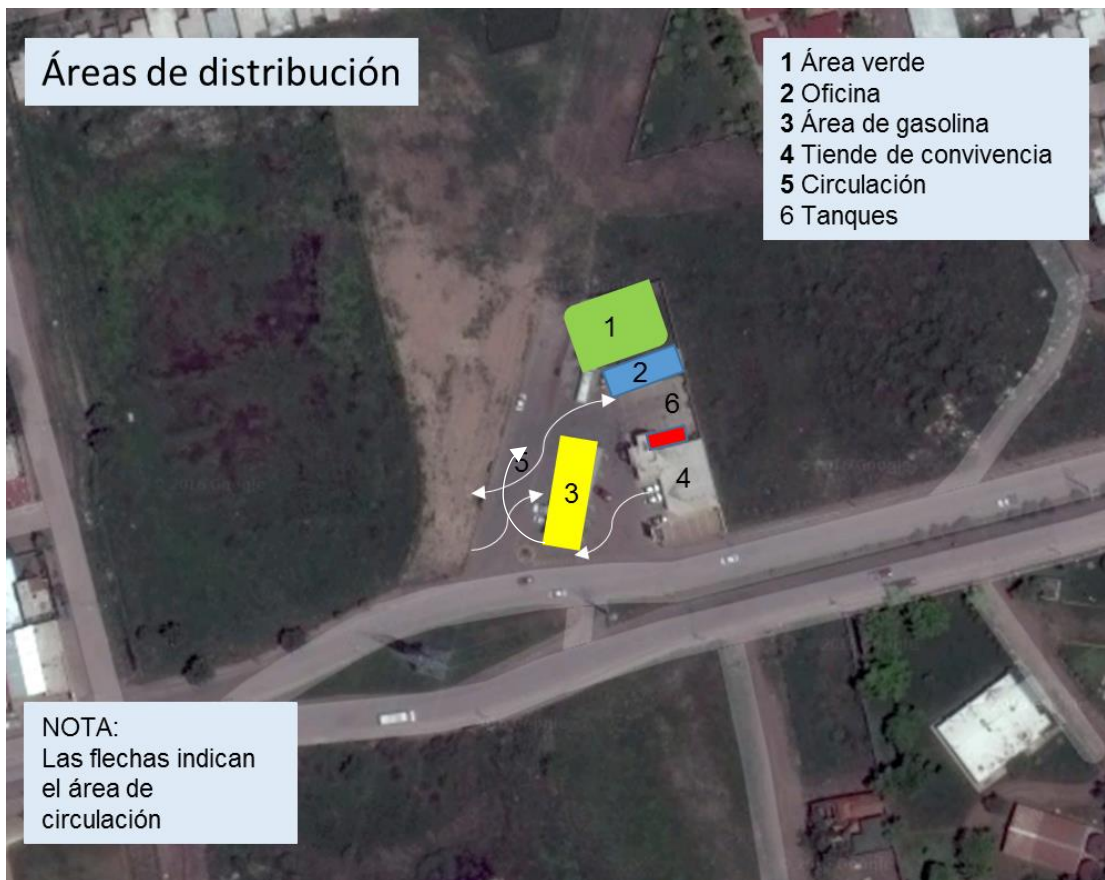 Áreas de distribución
1 Área verde
2 Oficina
3 Área de gasolina
4 Tiende de convivencia
5 Circulación
6 Tanques
1
2
6
5
3
4
NOTA:
Las flechas indican
el área de
circulación